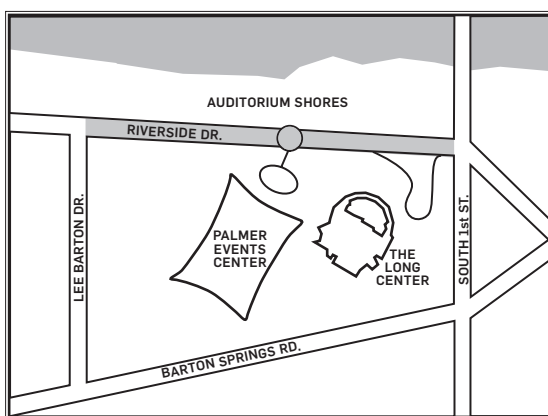 AUDITORIUM SHORES
RIVERSIDE DR.
LEE BARTON DR.
PALMER
EVENTS
CENTER
THE
LONG
CENTER
SOUTH 1st ST.
BARTON SPRINGS RD.